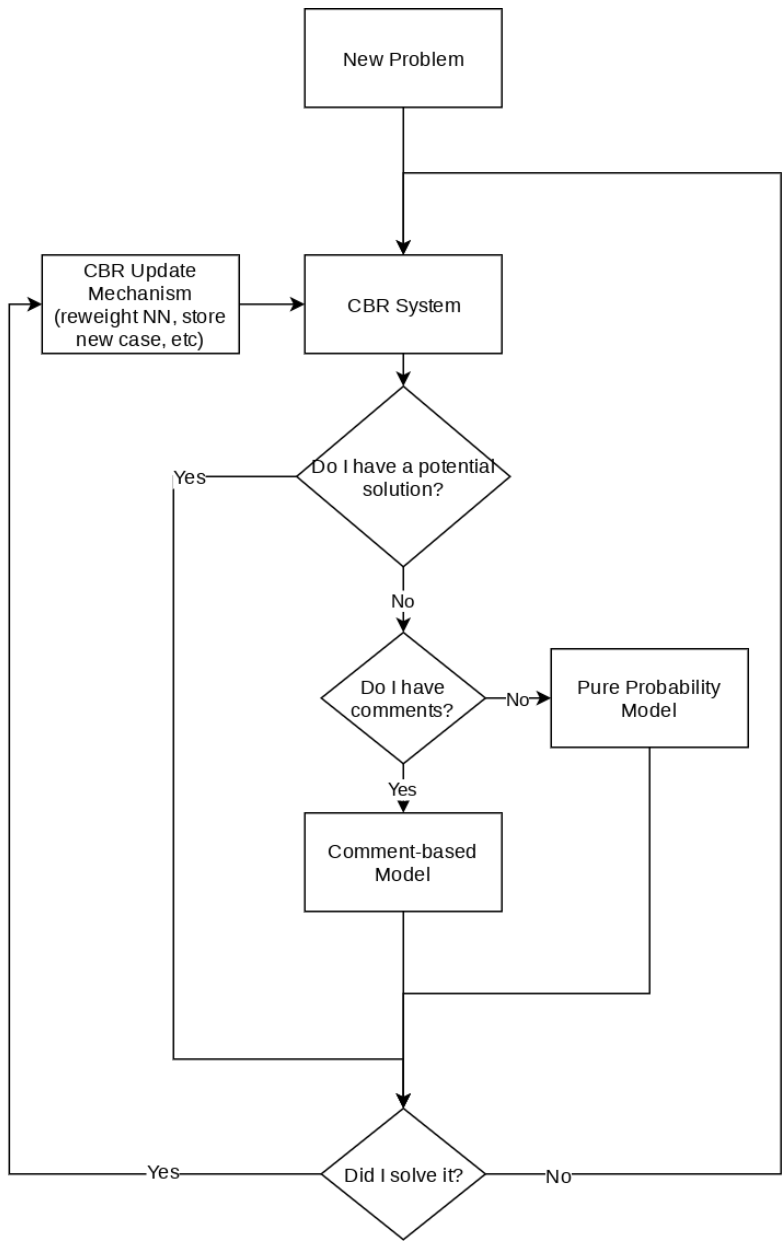 New Problem
CBR Update
Mechanism
(reweight NN, store
new case, etc)
CBR System
Do I have a potential
solution?
Yes
No
Do I have
comments?
No
Pure Probability
Model
Yes
Comment-based
Model
Did I solve it?
Yes
No